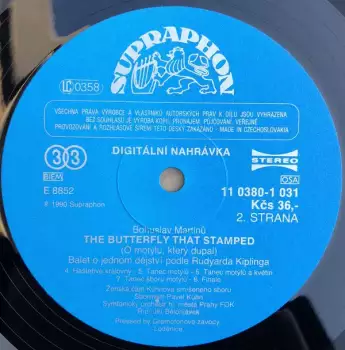 SUPRAPHON
LC 0358
VŠECHNA PRÁVA VÝROBCE A VLASTNÍKŮ AUTORSKÝCH PRÁV K DÍLU JSOU VYHRAZENA
BEZ SOUHLASU JE VÝROBA KOPIÍ, PRONAJEM, PŮJČOVÁNÍ, VEŘEJNÉ
PROVOZOVÁNÍ A ROZHLASOVÉ ŠÍŘENÍ TÉTO DESKY ZAKÁZÁNO - MADE IN CZECHOSLOVAKIA
DIGITÁLNÍ NAHRÁVKA
33
STEREO
BIEM
OSA
E 8852
11 0380-1 031
℗ 1990 Supraphon
Kčs 36,-
2. STRANA
Bohuslav Martinů
THE BUTTERFLY THAT STAMPED
(O motýlu, který dupal)
Balet o jednom dějství podle Rudyarda Kiplinga
5. Tanec motýlů - 6. Tanec motýlů a květin
7. Tanec sboru motýlů - 8. Finale
Ženská část Kühnova smíšeného sboru
Sbormistr Pavel Kühn
Symfonický orchestr hl. města Prahy FOK
Řídí Jiří Bělohlávek
Pressed by Gramofonové závody
Loděnice